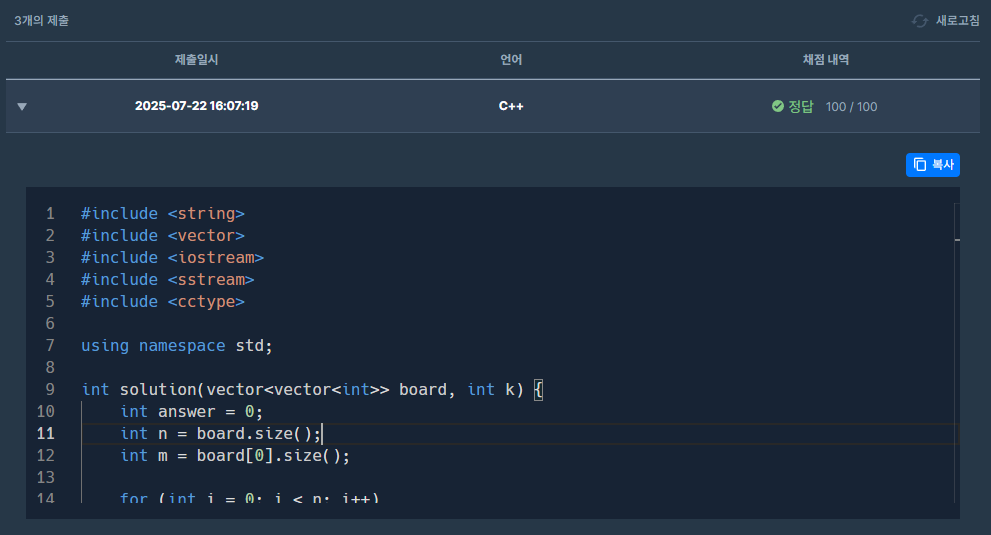 3개의 제출
새로고침
제출일시 언어 채점 내역
2025-07-22 16:07:19 C++ 정답 100 / 100
복사
1 #include <string>
2 #include <vector>
3 #include <iostream>
4 #include <sstream>
5 #include <cctype>
6
7 using namespace std;
8
9 int solution(vector<vector<int>> board, int k) {
10 int answer = 0;
11 int n = board.size();
12 int m = board[0].size();
13
14 for (int i = 0; i < n; i++)